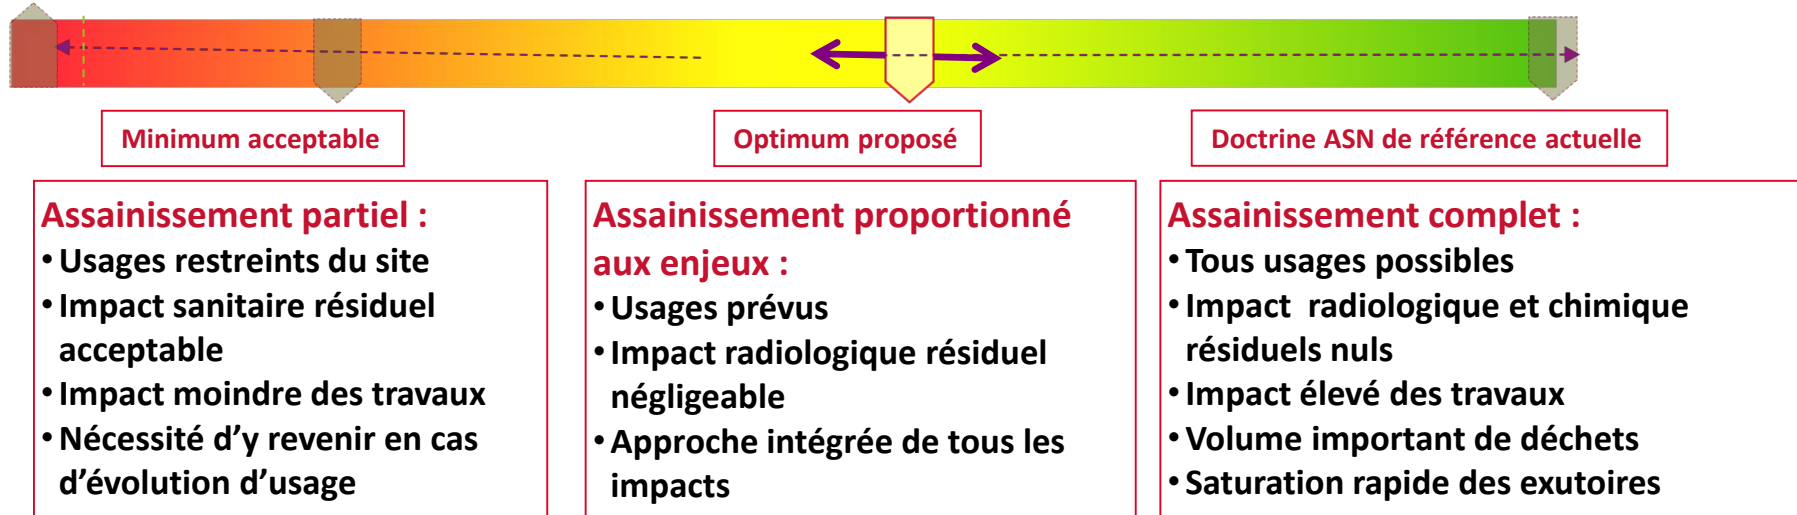 Minimum acceptable
Optimum proposé
Doctrine ASN de référence actuelle
Assainissement partiel :
• Usages restreints du site
• Impact sanitaire résiduel
acceptable
• Impact moindre des travaux
• Nécessité d'y revenir en cas
d'évolution d'usage
Assainissement proportionné
aux enjeux :
• Usages prévus
• Impact radiologique résiduel
négligeable
• Approche intégrée de tous les
impacts
Assainissement complet :
• Tous usages possibles
• Impact radiologique et chimique
résiduels nuls
• Impact élevé des travaux
• Volume important de déchets
• Saturation rapide des exutoires